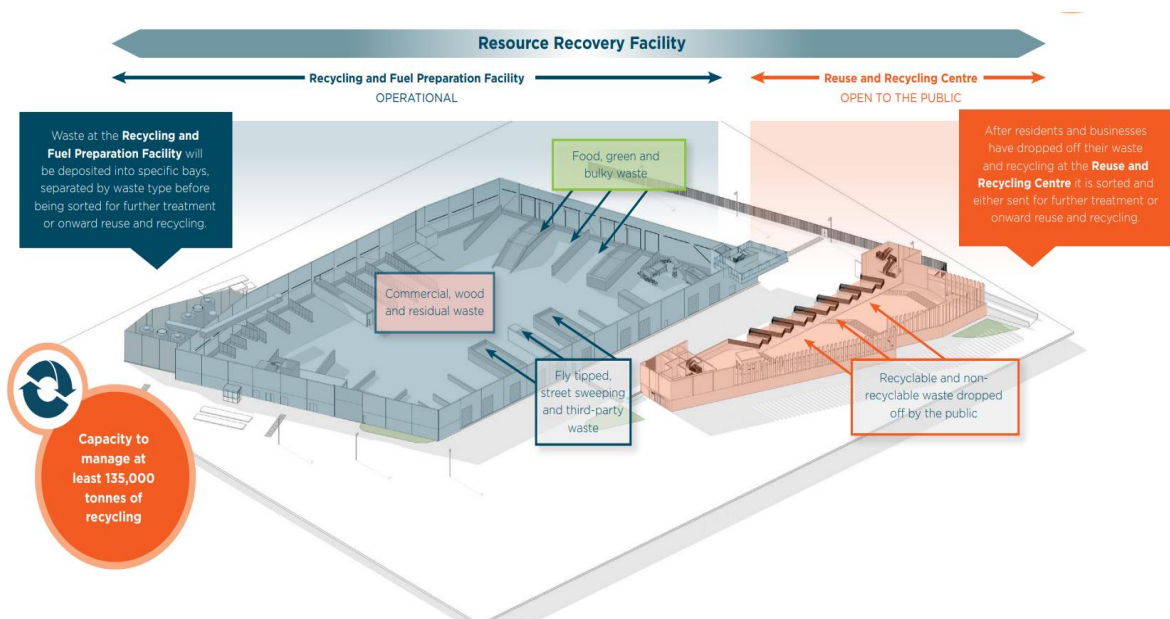 Resource Recovery Facility
Recycling and Fuel Preparation Facility
OPERATIONAL
Reuse and Recycling Centre
OPEN TO THE PUBLIC
Waste at the Recycling and
Fuel Preparation Facility will
be deposited into specific bays,
separated by waste type before
being sorted for further treatment
or onward reuse and recycling.
Food, green and
bulky waste
After residents and businesses
have dropped off their waste
and recycling at the Reuse and
Recycling Centre it is sorted and
either sent for further treatment or
onward reuse and recycling.
Commercial, wood
and residual waste
Fly tipped,
street sweeping
and third-party
waste
Recyclable and non-
recyclable waste dropped
off by the public
Capacity to
manage at
least 135,000
tonnes of
recycling